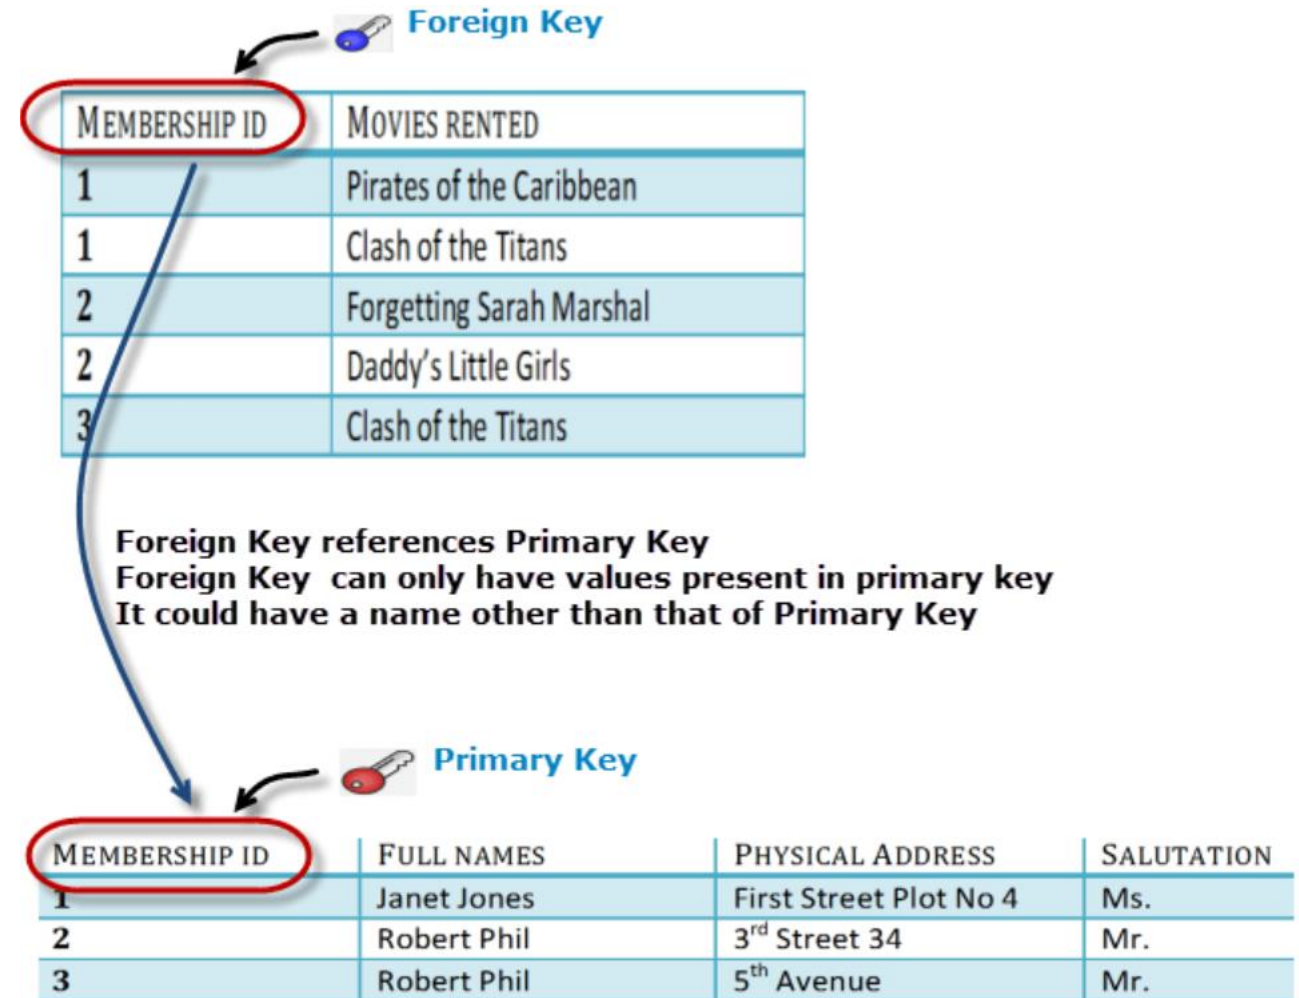 Foreign Key
MEMBERSHIP ID MOVIES RENTED
1 Pirates of the Caribbean
1 Clash of the Titans
2 Forgetting Sarah Marshal
2 Daddy's Little Girls
3 Clash of the Titans
Foreign Key references Primary Key
Foreign Key can only have values present in primary key
It could have a name other than that of Primary Key
Primary Key
MEMBERSHIP ID FULL NAMES PHYSICAL ADDRESS SALUTATION
1 Janet Jones First Street Plot No 4 Ms.
2 Robert Phil 3rd Street 34 Mr.
3 Robert Phil 5th Avenue Mr.